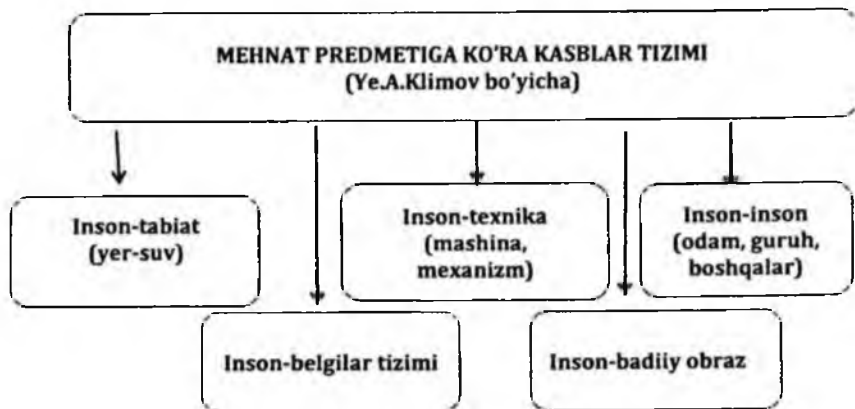 MEHNAT PREDMETIGA KO'RA KASBLAR TIZIMI
(Ye.A.Klimov bo'yicha)
Inson-tabiat
(yer-suv)
Inson-texnika
(mashina,
mexanizm)
Inson-inson
(odam, guruh,
boshqalar)
Inson-belgilar tizimi
Inson-badiiy obraz